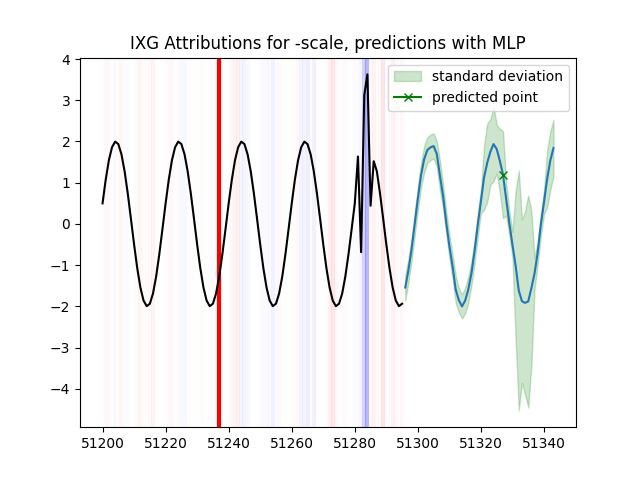 IXG Attributions for -scale, predictions with MLP
4
3
2
1
0
−1
−2
−3
−4
standard deviation
predicted point
51200 51220 51240 51260 51280 51300 51320 51340